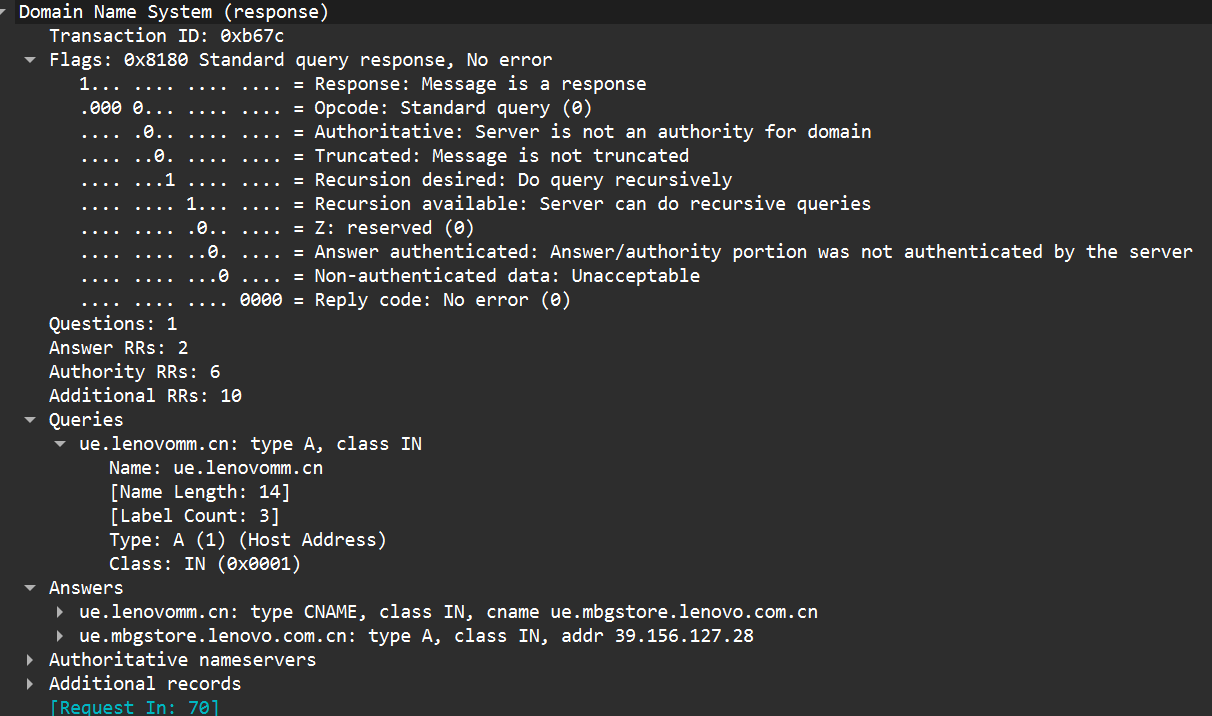 Domain Name System (response)
Transaction ID: 0xb67c
Flags: 0x8180 Standard query response, No error
1... .... .... .... = Response: Message is a response
.000 0... .... .... = Opcode: Standard query (0)
.... .0.. .... .... = Authoritative: Server is not an authority for domain
.... ..0. .... .... = Truncated: Message is not truncated
.... ...1 .... .... = Recursion desired: Do query recursively
.... .... 1... .... = Recursion available: Server can do recursive queries
.... .... .0.. .... = Z: reserved (0)
.... .... ..0. .... = Answer authenticated: Answer/authority portion was not authenticated by the server
.... .... ...0 .... = Non-authenticated data: Unacceptable
.... .... .... 0000 = Reply code: No error (0)
Questions: 1
Answer RRs: 2
Authority RRs: 6
Additional RRs: 10
Queries
ue.lenovomm.cn: type A, class IN
Name: ue.lenovomm.cn
[Name Length: 14]
[Label Count: 3]
Type: A (1) (Host Address)
Class: IN (0x0001)
Answers
ue.lenovomm.cn: type CNAME, class IN, cname ue.mbgstore.lenovo.com.cn
ue.mbgstore.lenovo.com.cn: type A, class IN, addr 39.156.127.28
Authoritative nameservers
Additional records
[Request In: 70]